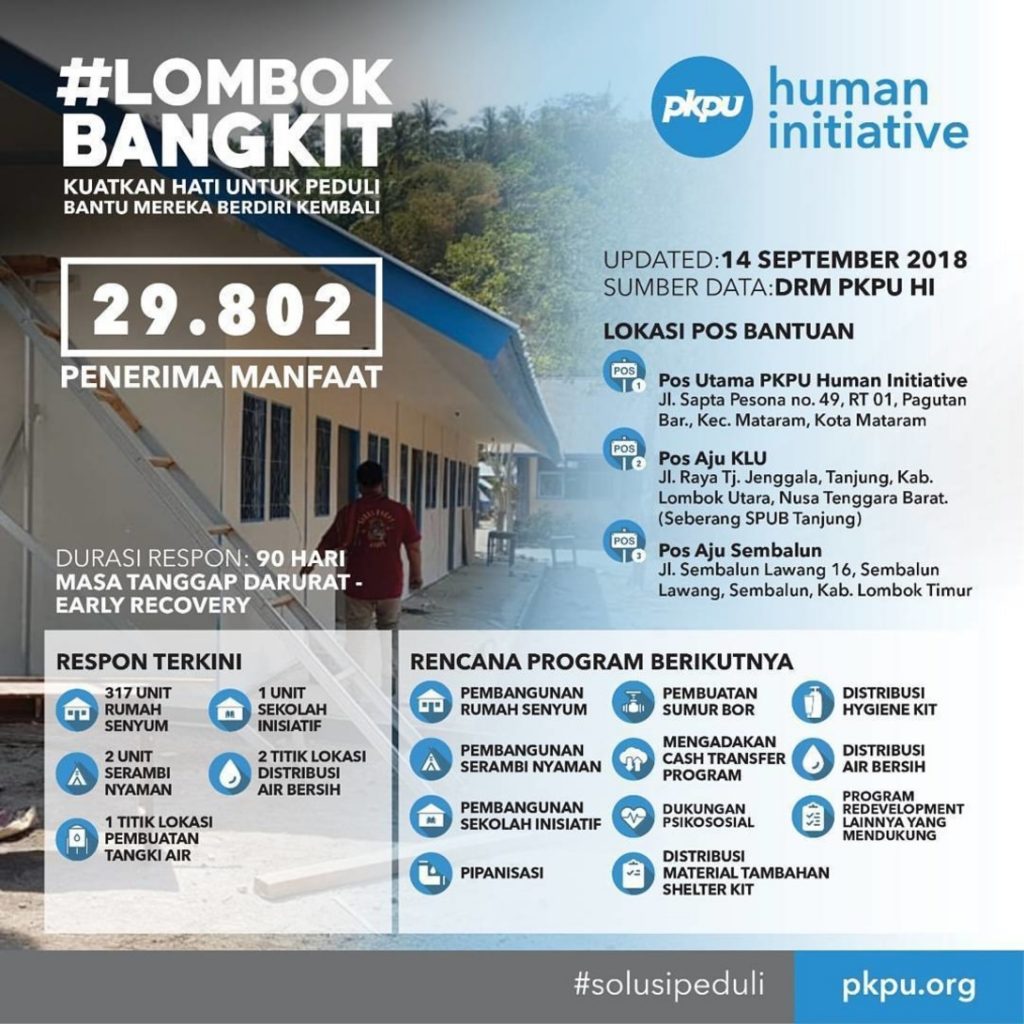 #LOMBOK
BANGKIT
KUATKAN HATI UNTUK PEDULI
BANTU MEREKA BERDIRI KEMBALI
pkpu
human
initiative
29.802
PENERIMA MANFAAT
UPDATED:14 SEPTEMBER 2018
SUMBER DATA:DRM PKPU HI
LOKASI POS BANTUAN
POS
1
Pos Utama PKPU Human Initiative
Jl. Sapta Pesona no. 49, RT 01, Pagutan
Bar., Kec. Mataram, Kota Mataram
POS
2
Pos Aju KLU
Jl. Raya Tj. Jenggala, Tanjung, Kab.
Lombok Utara, Nusa Tenggara Barat.
(Seberang SPUB Tanjung)
POS
3
Pos Aju Sembalun
Jl. Sembalun Lawang 16, Sembalun
Lawang, Sembalun, Kab. Lombok Timur
DURASI RESPON: 90 HARI
MASA TANGGAP DARURAT -
EARLY RECOVERY
RESPON TERKINI
317 UNIT
RUMAH
SENYUM
1 UNIT
SEKOLAH
INISIATIF
2 UNIT
SERAMBI
NYAMAN
2 TITIK LOKASI
DISTRIBUSI
AIR BERSIH
1 TITIK LOKASI
PEMBUATAN
TANGKI AIR
RENCANA PROGRAM BERIKUTNYA
PEMBANGUNAN
RUMAH SENYUM
PEMBANGUNAN
SERAMBI NYAMAN
PEMBANGUNAN
SEKOLAH INISIATIF
PIPANISASI
PEMBUATAN
SUMUR BOR
MENGADAKAN
CASH TRANSFER
PROGRAM
DUKUNGAN
PSIKOSOSIAL
DISTRIBUSI
MATERIAL TAMBAHAN
SHELTER KIT
DISTRIBUSI
HYGIENE KIT
DISTRIBUSI
AIR BERSIH
PROGRAM
REDEVELOPMENT
LAINNYA YANG
MENDUKUNG
#solusipeduli
pkpu.org